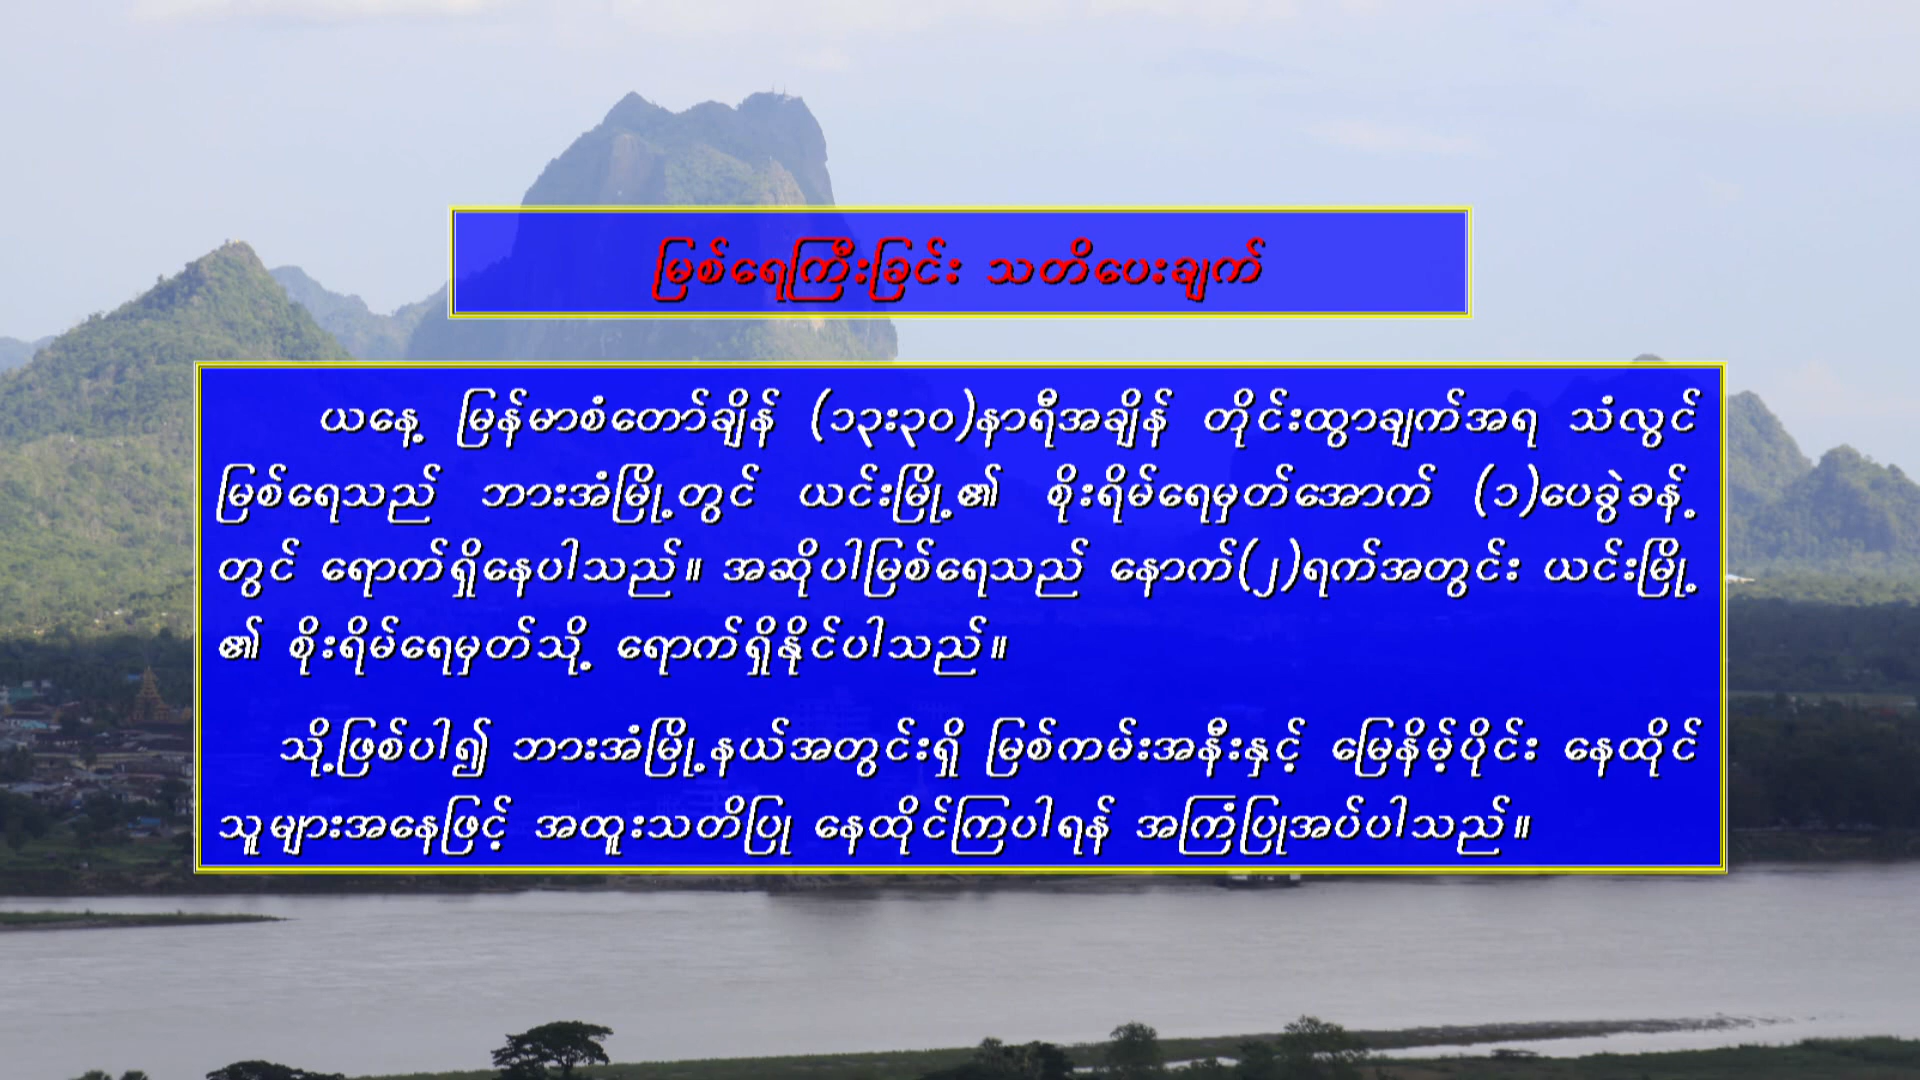 မြစ်ရေကြီးခြင်း သတိပေးချက်
ယနေ့ မြန်မာစံတော်ချိန် (၁၃း၃၀)နာရီအချိန် တိုင်းထွာချက်အရ သံလွင်
မြစ်ရေသည် ဘားအံမြို့တွင် ယင်းမြို့၏ စိုးရိမ်ရေမှတ်အောက် (၁)ပေခွဲခန့်
တွင် ရောက်ရှိနေပါသည်။ အဆိုပါမြစ်ရေသည် နောက်(၂)ရက်အတွင်း ယင်းမြို့
၏ စိုးရိမ်ရေမှတ်သို့ ရောက်ရှိနိုင်ပါသည်။
သို့ဖြစ်ပါ၍ ဘားအံမြို့နယ်အတွင်းရှိ မြစ်ကမ်းအနီးနှင့် မြေနိမ့်ပိုင်း နေထိုင်
သူများအနေဖြင့် အထူးသတိပြု နေထိုင်ကြပါရန် အကြံပြုအပ်ပါသည်။